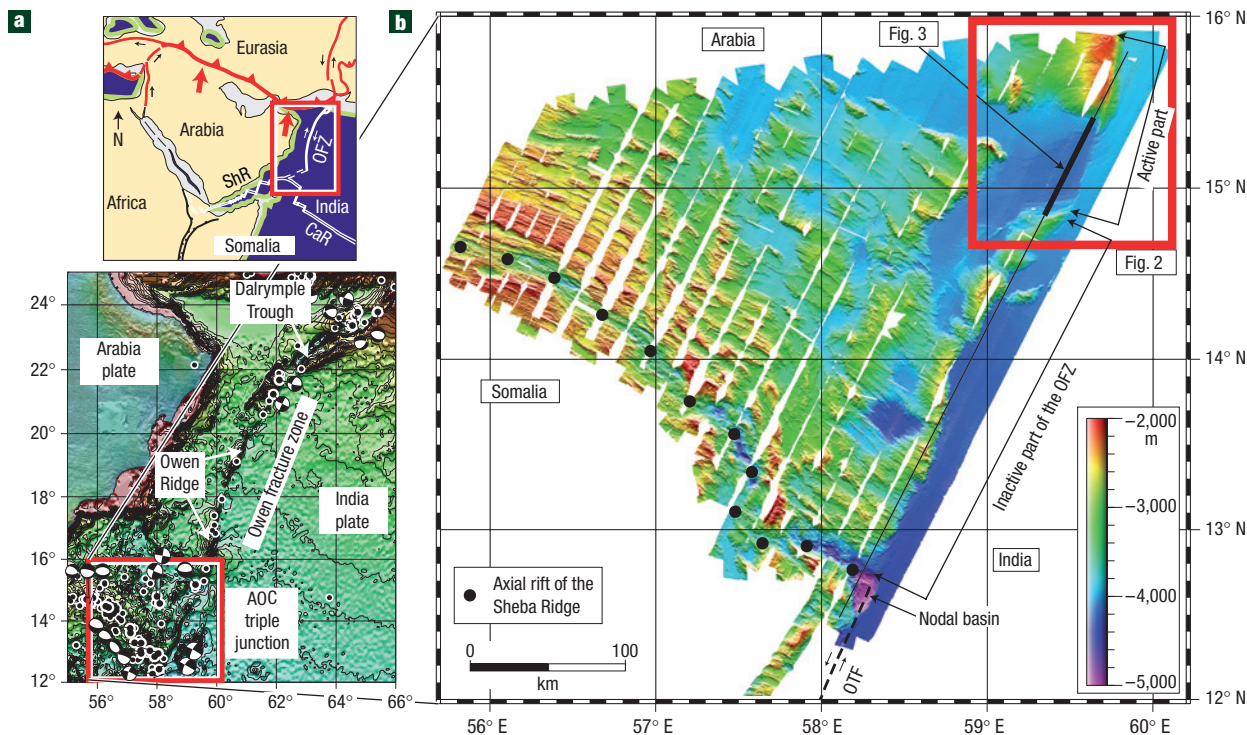 a
Eurasia
N
Arabia
OFZ
ShR
Africa
India
CaR
Somalia
24°
22°
20°
18°
16°
14°
12°
56°
58°
60°
62°
64°
66°
Dalrymple
Trough
Arabia
plate
Owen
Ridge
Owen fracture zone
India
plate
AOC
triple
junction
b
Arabia
Fig. 3
Active part
Fig. 2
Somalia
Inactive part of the OFZ
India
Nodal basin
OTF
Axial rift of the
Sheba Ridge
0 100
km
−2,000
m
−3,000
−4,000
−5,000
16° N
15° N
14° N
13° N
12° N
56° E
57° E
58° E
59° E
60° E